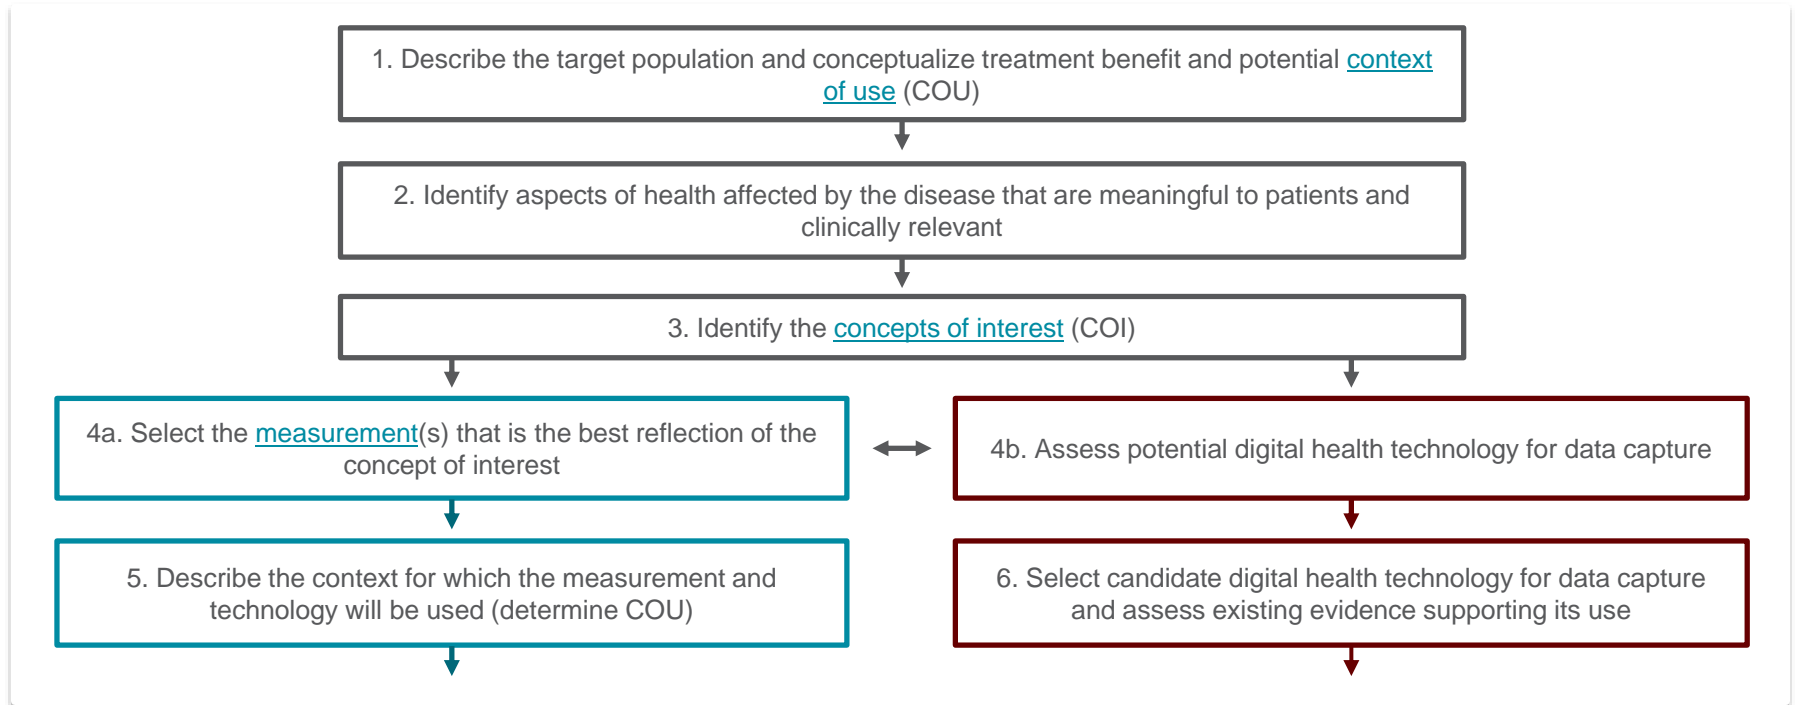 1. Describe the target population and conceptualize treatment benefit and potential context
of use (COU)
2. Identify aspects of health affected by the disease that are meaningful to patients and
clinically relevant
3. Identify the concepts of interest (COI)
4a. Select the measurement(s) that is the best reflection of the
concept of interest
4b. Assess potential digital health technology for data capture
5. Describe the context for which the measurement and
technology will be used (determine COU)
6. Select candidate digital health technology for data capture
and assess existing evidence supporting its use